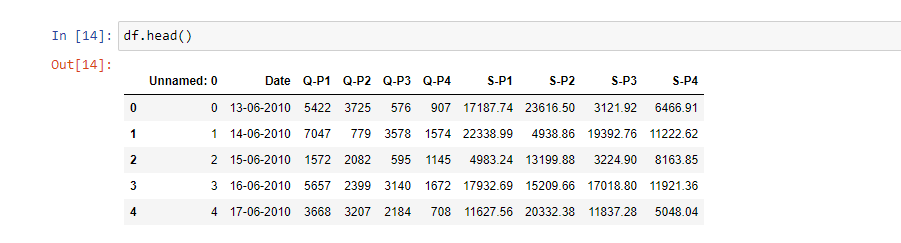 In [14]: df.head()
Out[14]:
Unnamed: 0 Date Q-P1 Q-P2 Q-P3 Q-P4 S-P1 S-P2 S-P3 S-P4
0 0 13-06-2010 5422 3725 576 907 17187.74 23616.50 3121.92 6466.91
1 1 14-06-2010 7047 779 3578 1574 22338.99 4938.86 19392.76 11222.62
2 2 15-06-2010 1572 2082 595 1145 4983.24 13199.88 3224.90 8163.85
3 3 16-06-2010 5657 2399 3140 1672 17932.69 15209.66 17018.80 11921.36
4 4 17-06-2010 3668 3207 2184 708 11627.56 20332.38 11837.28 5048.04